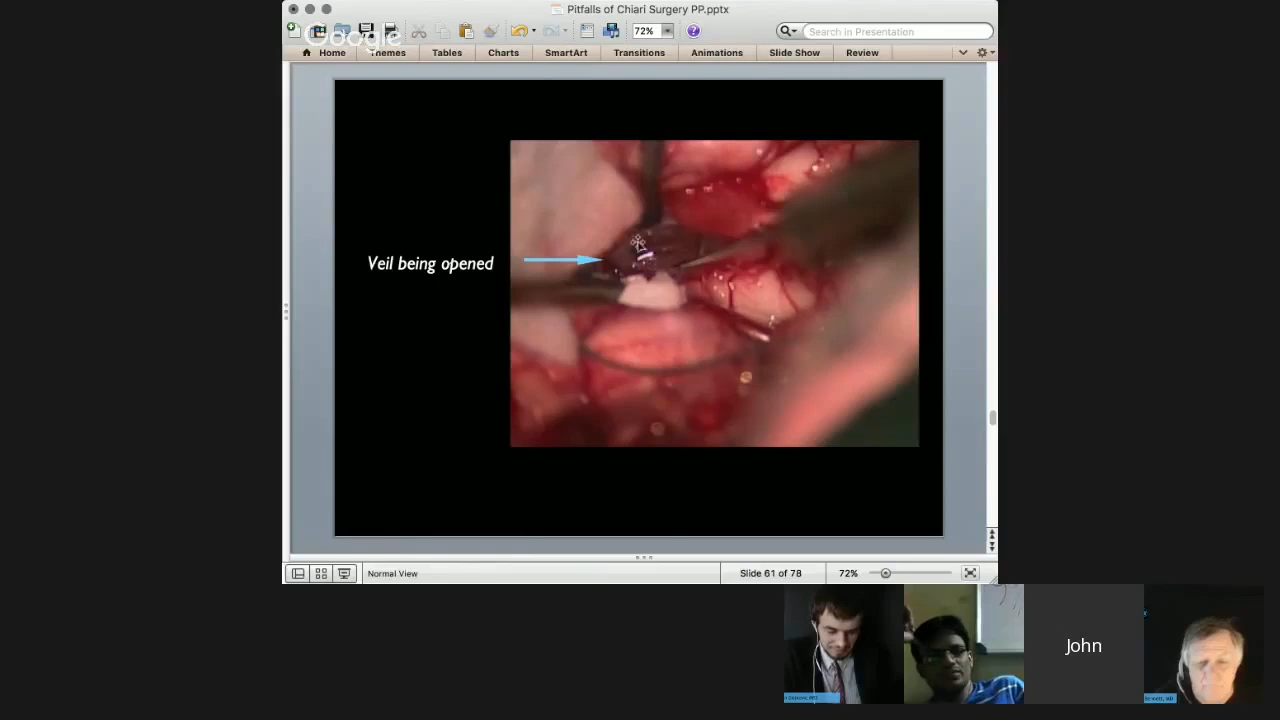 Pitfalls of Chiari Surgery PP.pptx
Google
72%
Search in Presentation
Home
Themes
Tables
Charts
SmartArt
Transitions
Animations
Slide Show
Review
Veil being opened
Normal View
Slide 61 of 78
72%
John